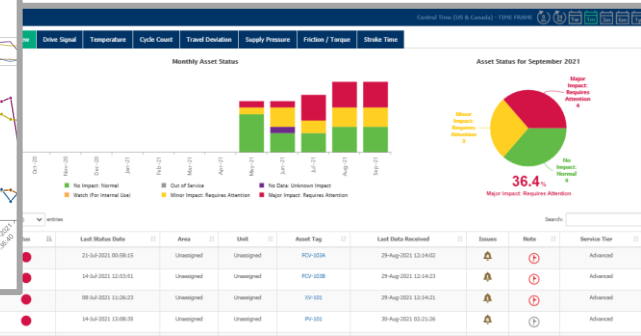 Central Time (US & Canada) - TIME FRAME
Drive Signal Temperature Cycle Count Travel Deviation Supply Pressure Friction / Torque Stroke Time
Monthly Asset Status
Asset Status for September 2021
Major Impact: Requires Attention 4
Minor Impact: Requires Attention 3
No Impact: Normal 4
36.4%
Major Impact: Requires Attention
Oct-20 Nov-20 Dec-20 Jan-21 Feb-21 Mar-21 Apr-21 May-21 Jun-21 Jul-21 Aug-21 Sep-21
No Impact: Normal Out of Service No Data: Unknown Impact
Watch (For Internal Use) Minor Impact: Requires Attention Major Impact: Requires Attention
entries Search:
Last Status Date Area Unit Asset Tag Last Data Received Issues Note Service Tier
21-Jul-2021 00:58:15 Unassigned Unassigned FCV-103A 29-Aug-2021 12:14:02 Advanced
14-Jul-2021 12:53:51 Unassigned Unassigned FCV-103B 29-Aug-2021 12:14:23 Advanced
08-Jul-2021 11:26:23 Unassigned Unassigned XV-101 29-Aug-2021 12:14:21 Advanced
14-Jul-2021 13:08:35 Unassigned Unassigned PV-101 30-Aug-2021 02:21:26 Advanced